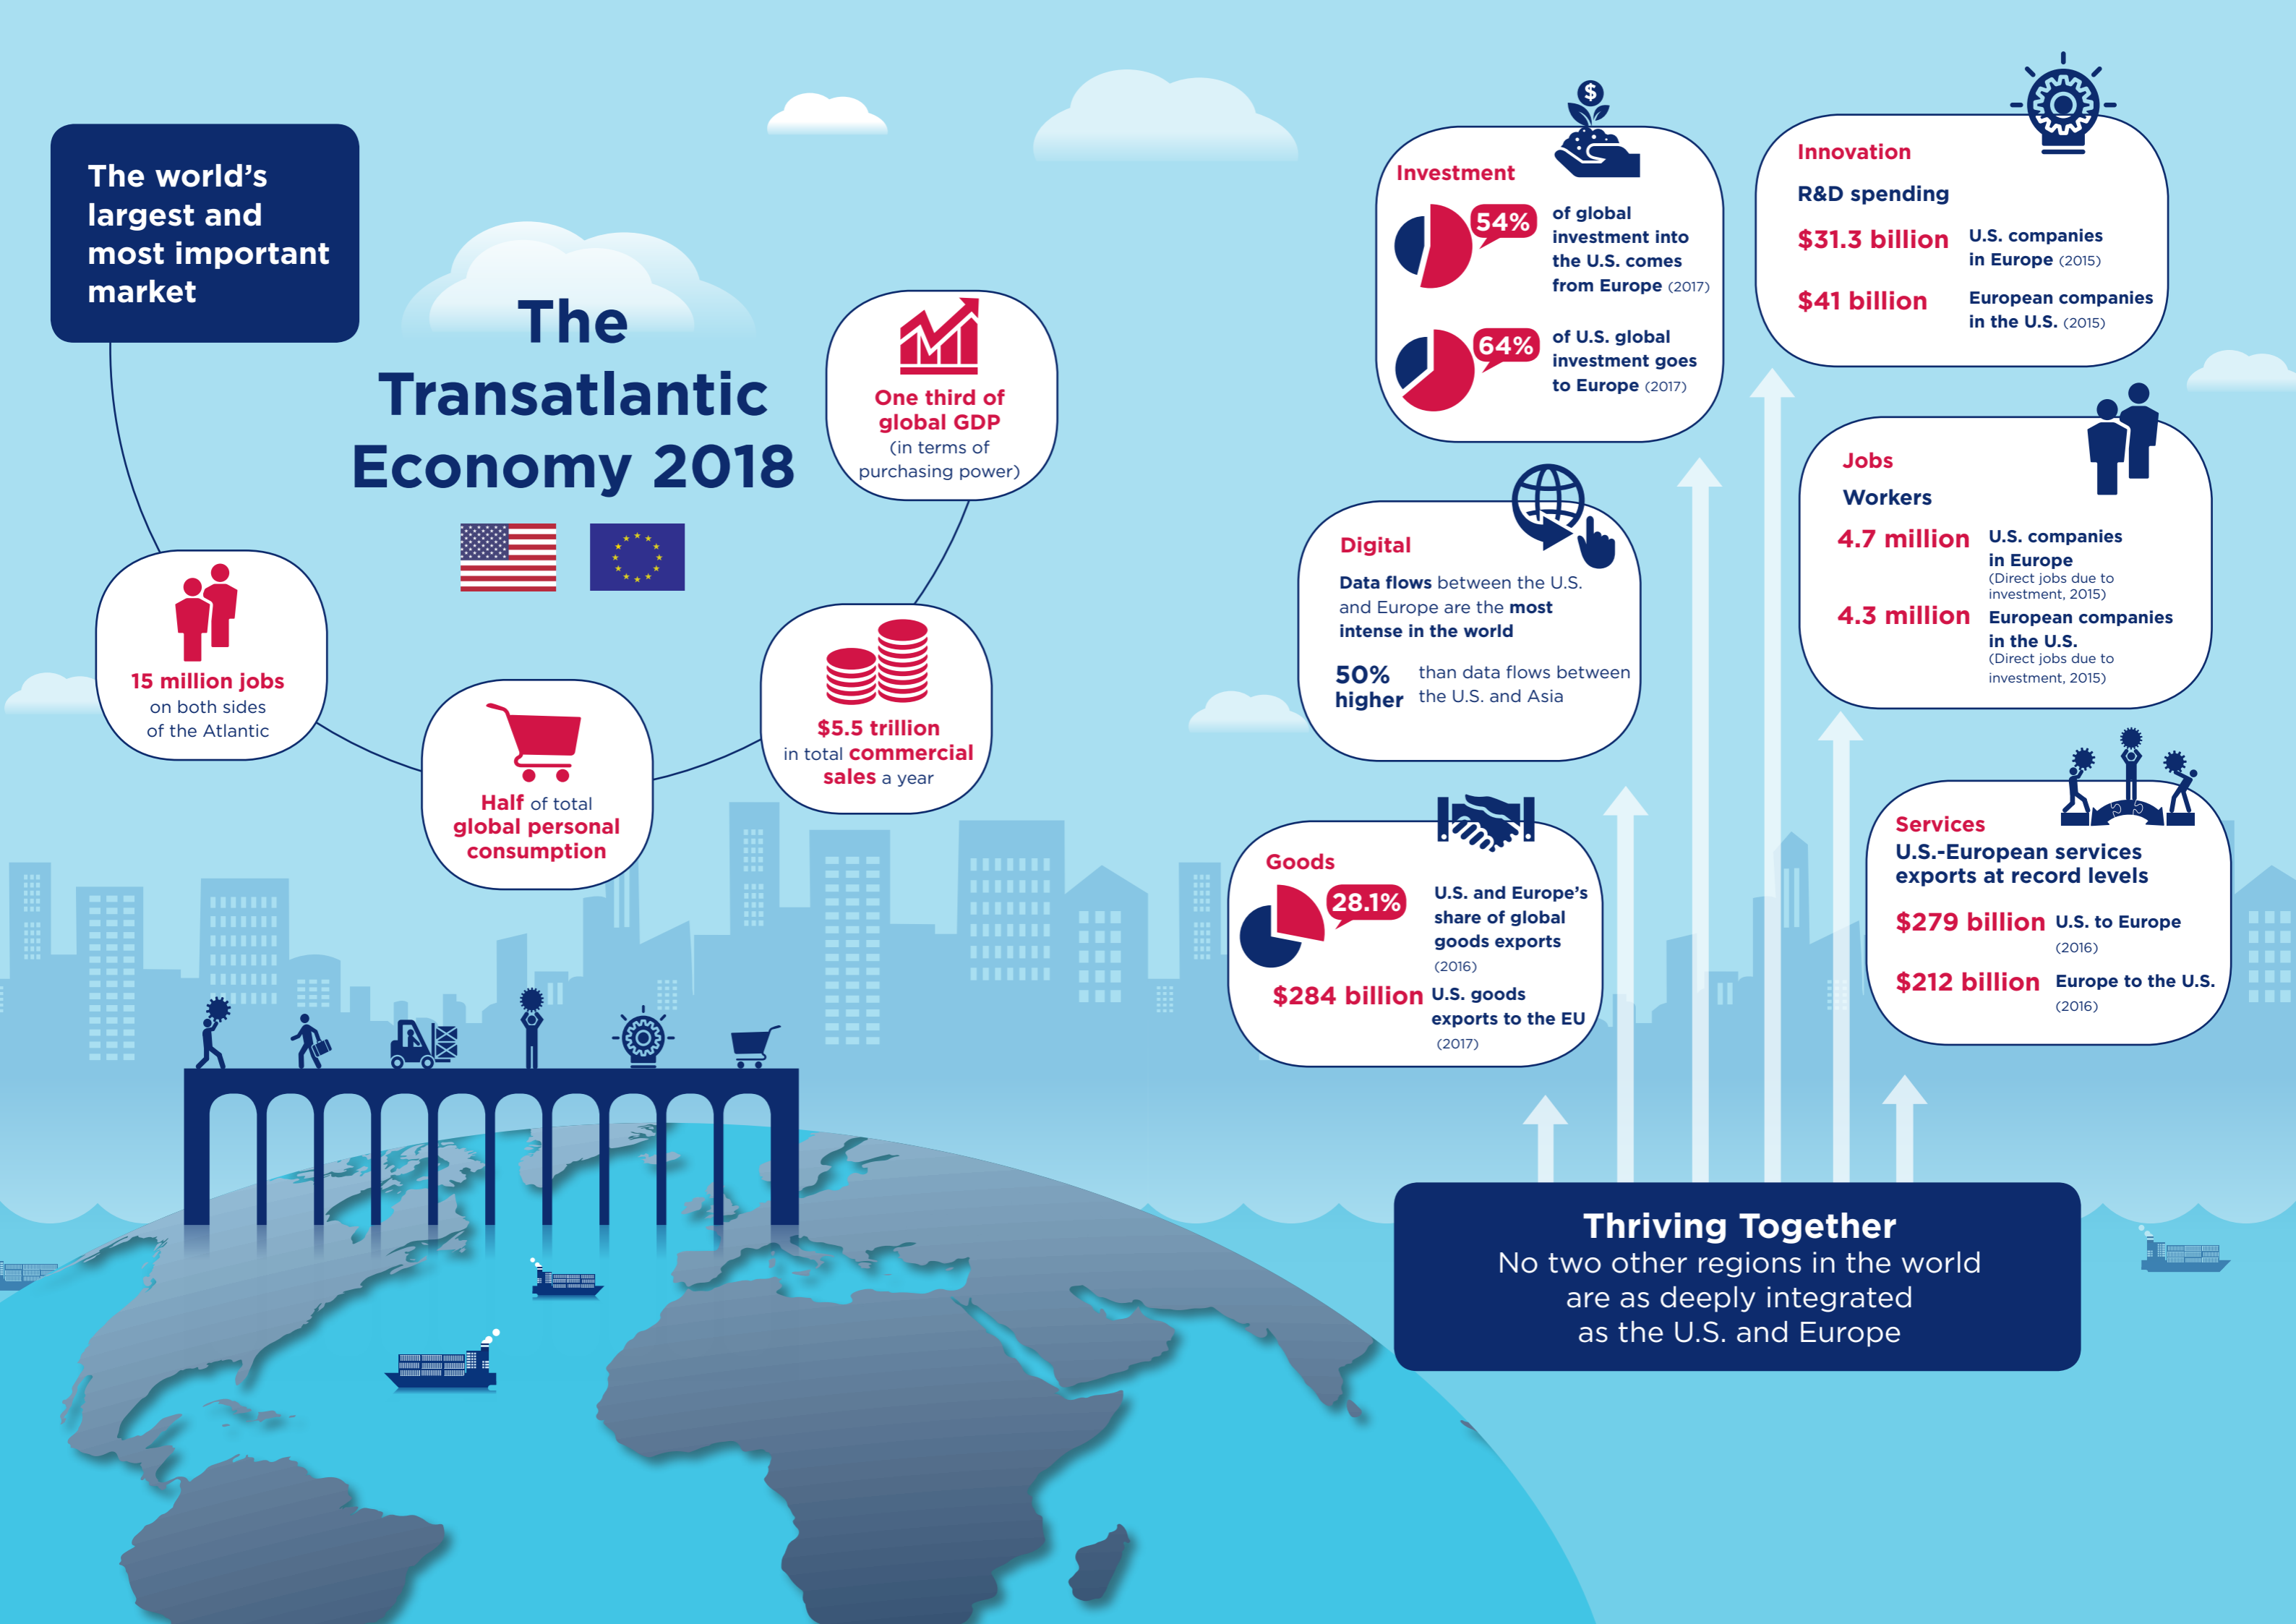 The world's
largest and
most important
market
The
Transatlantic
Economy 2018
One third of
global GDP
(in terms of
purchasing power)
15 million jobs
on both sides
of the Atlantic
Half of total
global personal
consumption
$5.5 trillion
in total commercial
sales a year
Investment
54%
of global
investment into
the U.S. comes
from Europe (2017)
64%
of U.S. global
investment goes
to Europe (2017)
Innovation
R&D spending
$31.3 billion
U.S. companies
in Europe (2015)
$41 billion
European companies
in the U.S. (2015)
Digital
Data flows between the U.S.
and Europe are the most
intense in the world
50%
higher
than data flows between
the U.S. and Asia
Jobs
Workers
4.7 million
U.S. companies
in Europe
(Direct jobs due to
investment, 2015)
4.3 million
European companies
in the U.S.
(Direct jobs due to
investment, 2015)
Goods
28.1%
U.S. and Europe's
share of global
goods exports
(2016)
$284 billion
U.S. goods
exports to the EU
(2017)
Services
U.S.-European services
exports at record levels
$279 billion
U.S. to Europe
(2016)
$212 billion
Europe to the U.S.
(2016)
Thriving Together
No two other regions in the world
are as deeply integrated
as the U.S. and Europe
$